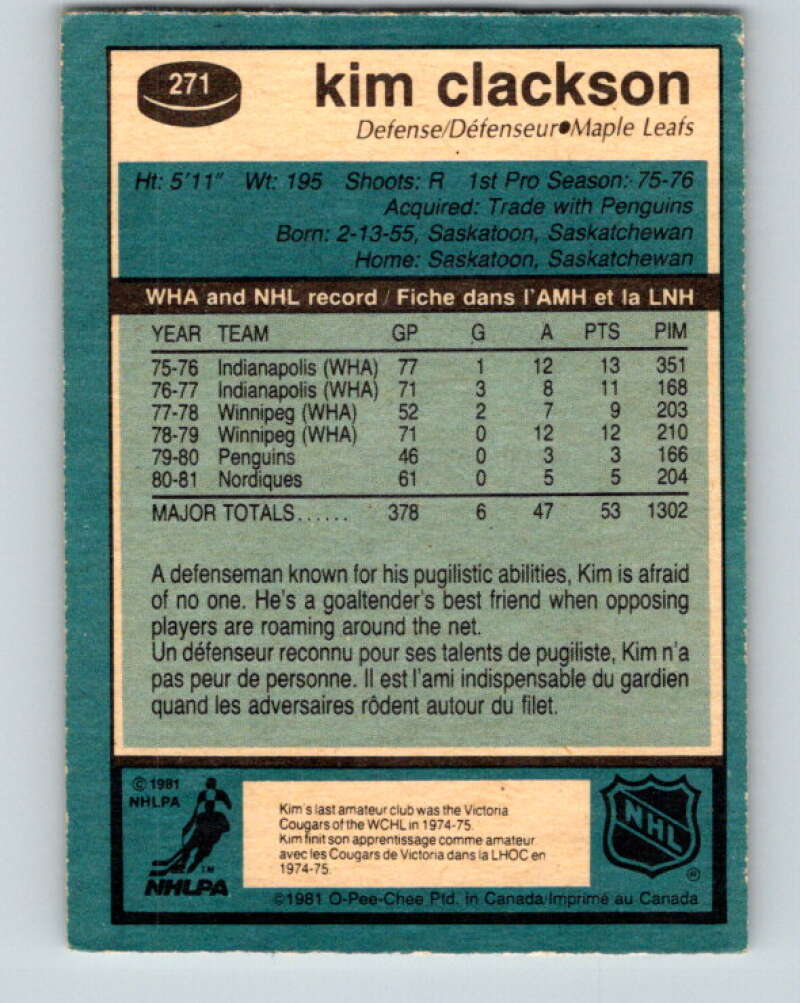 271
kim clackson
Defense/Défenseur●Maple Leafs
Ht: 5'11" Wt: 195 Shoots: R 1st Pro Season: 75-76
Acquired: Trade with Penguins
Born: 2-13-55, Saskatoon, Saskatchewan
Home: Saskatoon, Saskatchewan
WHA and NHL record / Fiche dans l'AMH et la LNH
YEAR TEAM GP G A PTS PIM
75-76 Indianapolis (WHA) 77 1 12 13 351
76-77 Indianapolis (WHA) 71 3 8 11 168
77-78 Winnipeg (WHA) 52 2 7 9 203
78-79 Winnipeg (WHA) 71 0 12 12 210
79-80 Penguins 46 0 3 3 166
80-81 Nordiques 61 0 5 5 204
MAJOR TOTALS...... 378 6 47 53 1302
A defenseman known for his pugilistic abilities, Kim is afraid
of no one. He's a goaltender's best friend when opposing
players are roaming around the net.
Un défenseur reconnu pour ses talents de pugiliste, Kim n'a
pas peur de personne. Il est l'ami indispensable du gardien
quand les adversaires rôdent autour du filet.
© 1981
NHLPA
TM
NHLPA
Kim's last amateur club was the Victoria
Cougars of the WCHL in 1974-75.
Kim finit son apprentissage comme amateur
avec les Cougars de Victoria dans la LHOC en
1974-75.
NHL
®
©1981 O-Pee-Chee Ptd. in Canada/Imprimé au Canada